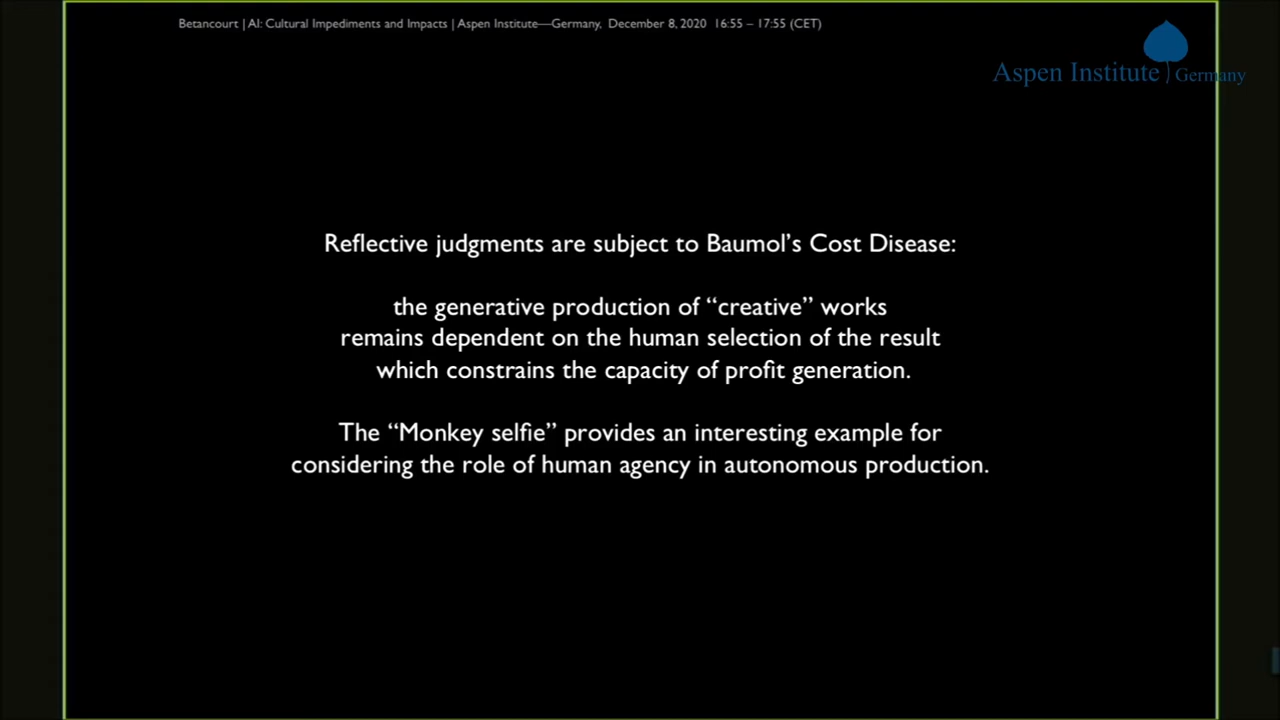 Betancourt | AI: Cultural Impediments and Impacts | Aspen Institute—Germany, December 8, 2020 16:55 – 17:55 (CET)
Aspen Institute | Germany
Reflective judgments are subject to Baumol’s Cost Disease:
the generative production of “creative” works
remains dependent on the human selection of the result
which constrains the capacity of profit generation.
The “Monkey selfie” provides an interesting example for
considering the role of human agency in autonomous production.